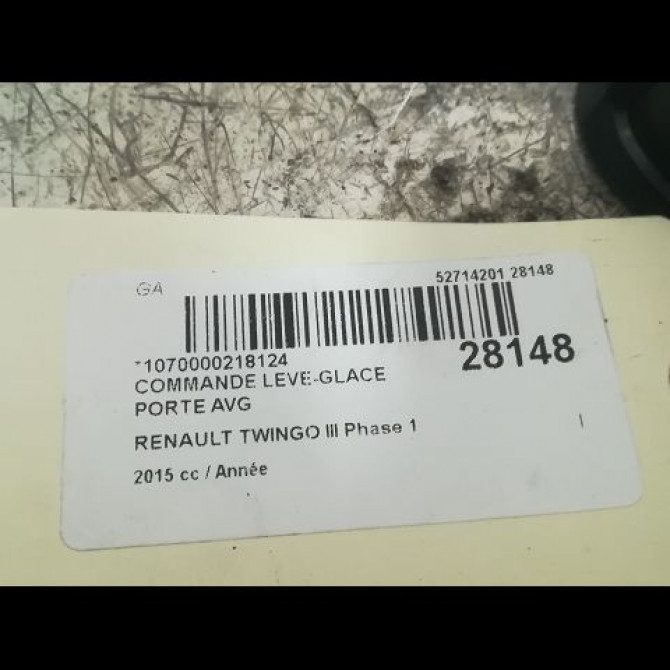 GA
52714201 28148
*1070000218124
28148
COMMANDE LEVE-GLACE
PORTE AVG
RENAULT TWINGO III Phase 1
2015 cc / Année